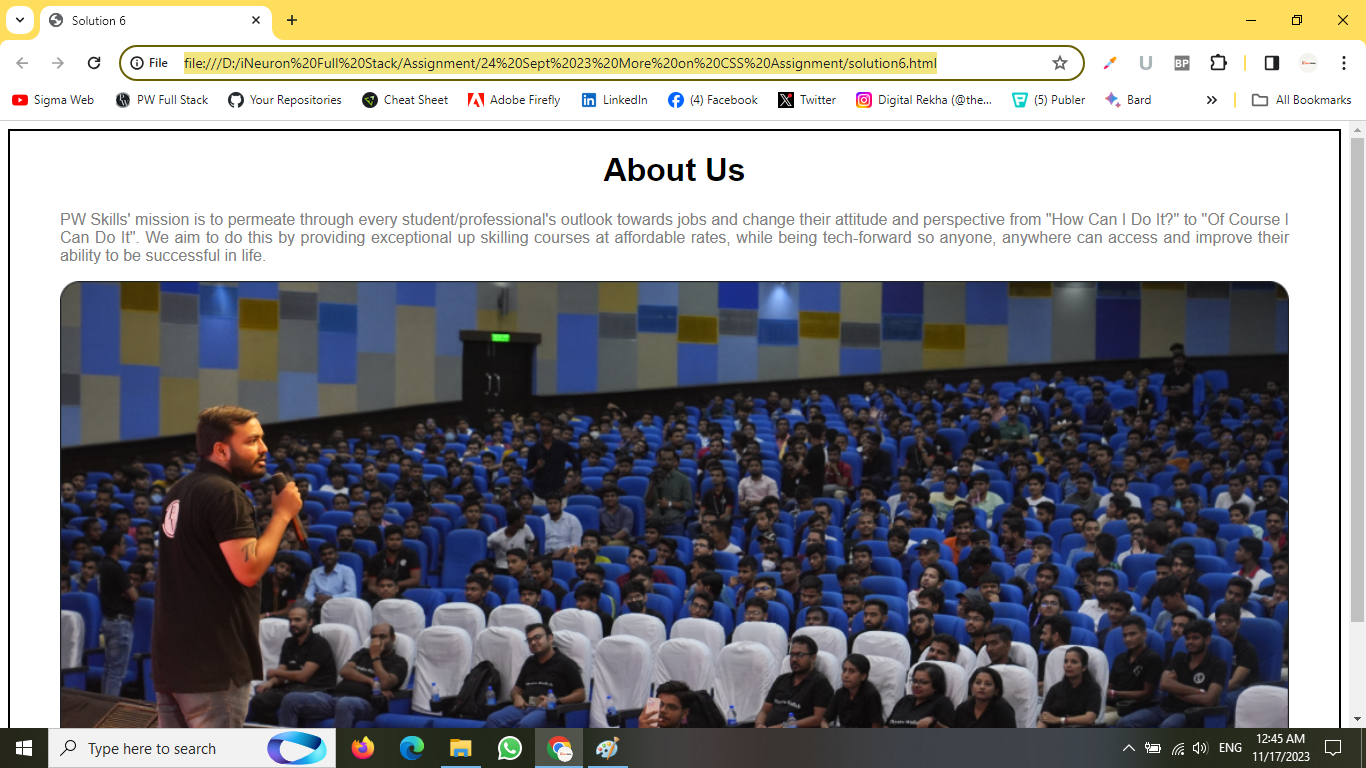 Solution 6
File
file:///D:/iNeuron%20Full%20Stack/Assignment/24%20Sept%2023%20More%20on%20CSS%20Assignment/solution6.html
U
BP
Sigma Web
PW Full Stack
Your Repositories
Cheat Sheet
Adobe Firefly
LinkedIn
(4) Facebook
Twitter
Digital Rekha (@the...
(5) Publer
Bard
All Bookmarks
About Us
PW Skills' mission is to permeate through every student/professional's outlook towards jobs and change their attitude and perspective from "How Can I Do It?" to "Of Course I
Can Do It". We aim to do this by providing exceptional up skilling courses at affordable rates, while being tech-forward so anyone, anywhere can access and improve their
ability to be successful in life.
Type here to search
ENG
12:45 AM
11/17/2023